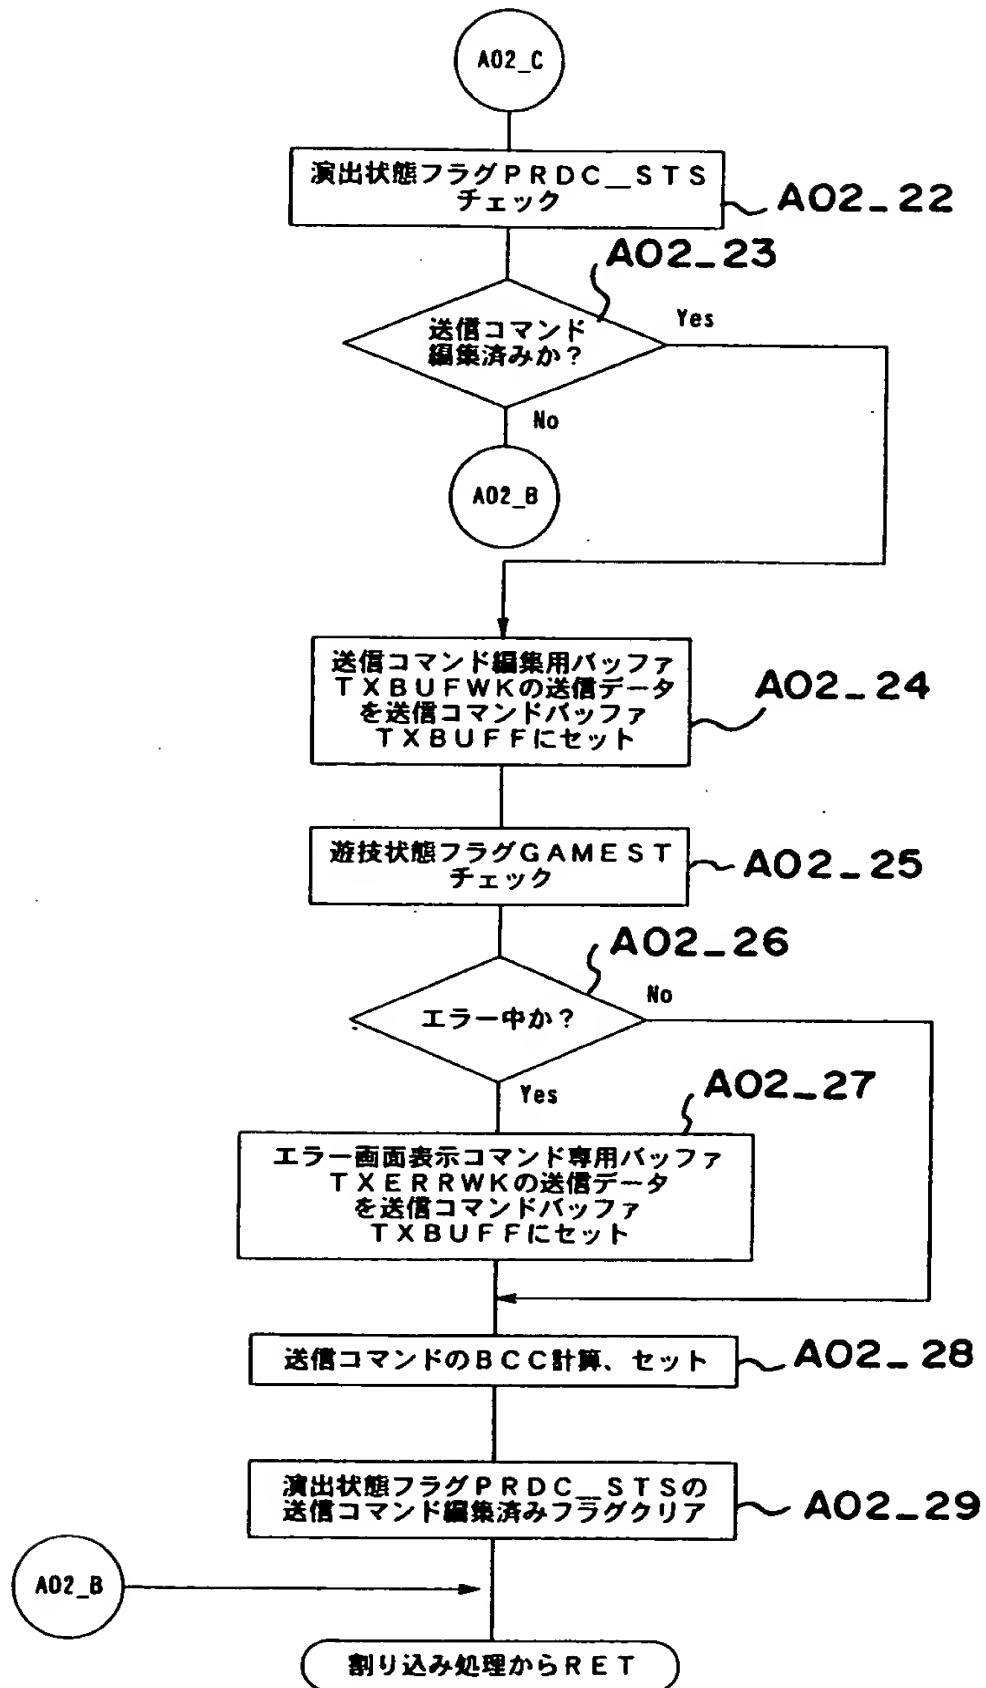 A02_C
演出状態フラグPRDC_STS
チェック
A02_22
A02_23
送信コマンド
編集済みか?
Yes
No
A02_B
送信コマンド編集用バッファ
TXBUFWKの送信データ
を送信コマンドバッファ
TXBUFFにセット
A02_24
遊技状態フラグGAMEST
チェック
A02_25
A02_26
エラー中か?
No
Yes
A02_27
エラー画面表示コマンド専用バッファ
TXERRWKの送信データ
を送信コマンドバッファ
TXBUFFにセット
送信コマンドのBCC計算、セット
A02_28
演出状態フラグPRDC_STSの
送信コマンド編集済みフラグクリア
A02_29
A02_B
割り込み処理からRET